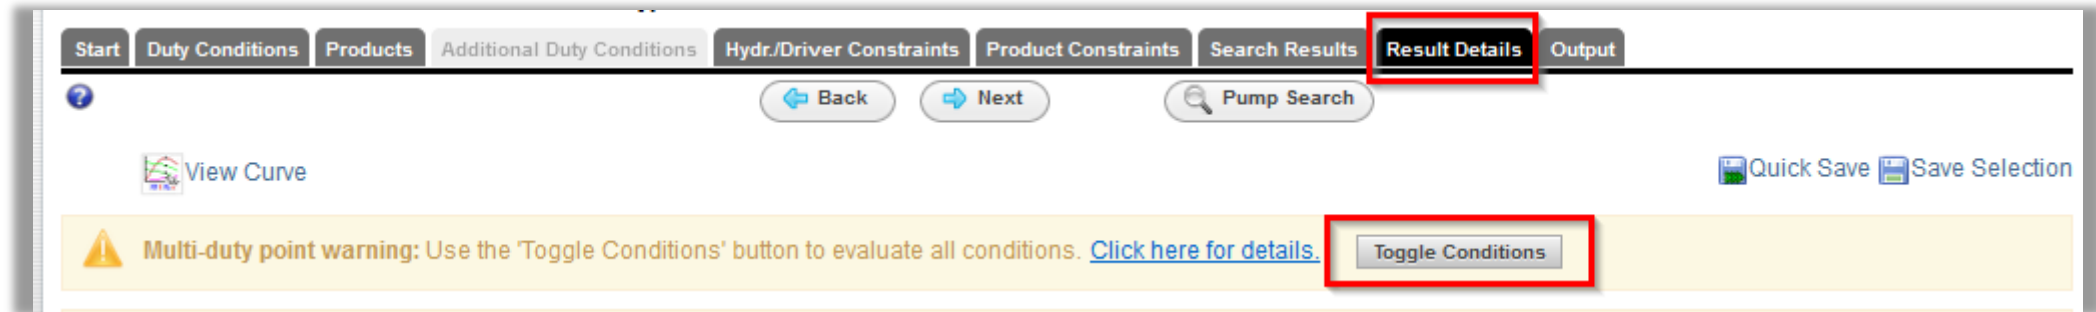 Start Duty Conditions Products Additional Duty Conditions Hydr./Driver Constraints Product Constraints Search Results Result Details Output
? Back Next Pump Search
View Curve Quick Save Save Selection
Multi-duty point warning: Use the 'Toggle Conditions' button to evaluate all conditions. Click here for details. Toggle Conditions